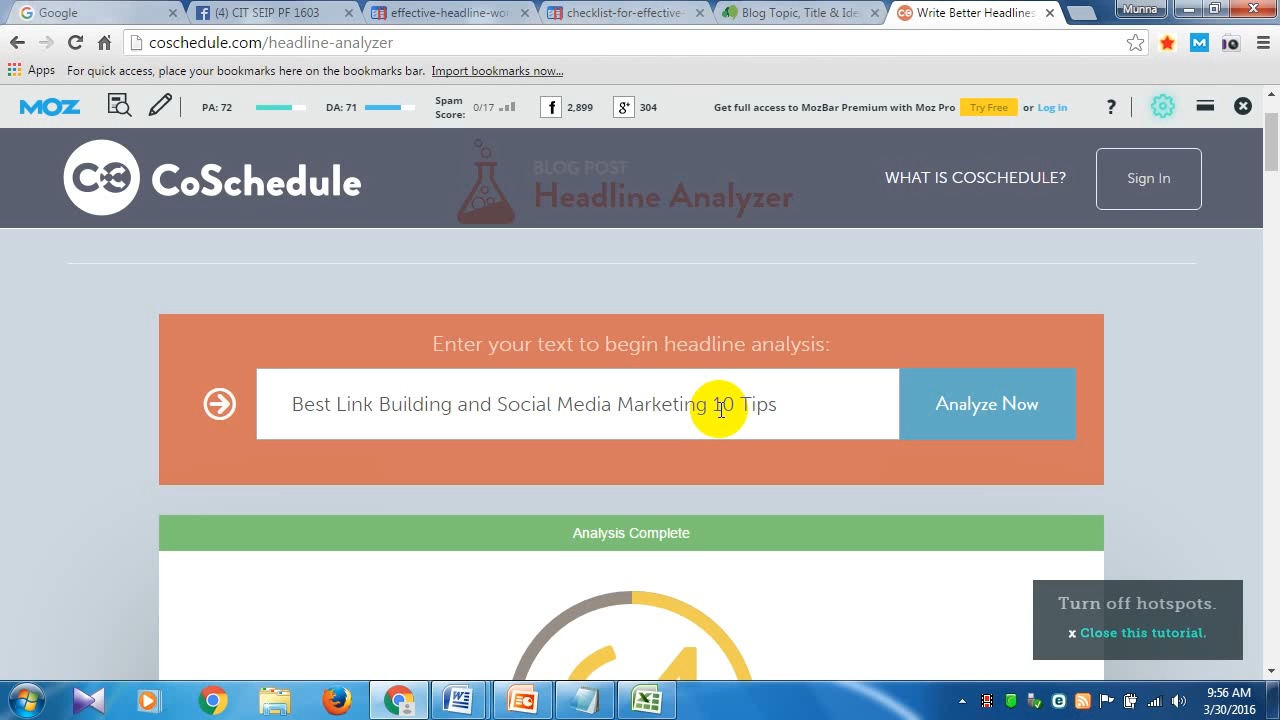 Google
(4) CIT SEIP PF 1603
effective-headline-wor
checklist-for-effective-
Blog Topic, Title & Ide
Write Better Headlines
Munna
coschedule.com/headline-analyzer
Apps
For quick access, place your bookmarks here on the bookmarks bar. Import bookmarks now...
MOZ
PA: 72
DA: 71
Spam
Score:
0/17
2,899
304
Get full access to MozBar Premium with Moz Pro
Try Free
or Log in
CoSchedule
BLOG POST
Headline Analyzer
WHAT IS COSCHEDULE?
Sign In
Enter your text to begin headline analysis:
Best Link Building and Social Media Marketing 10 Tips
Analyze Now
Analysis Complete
64
Turn off hotspots.
x Close this tutorial.
9:56 AM
3/30/2016